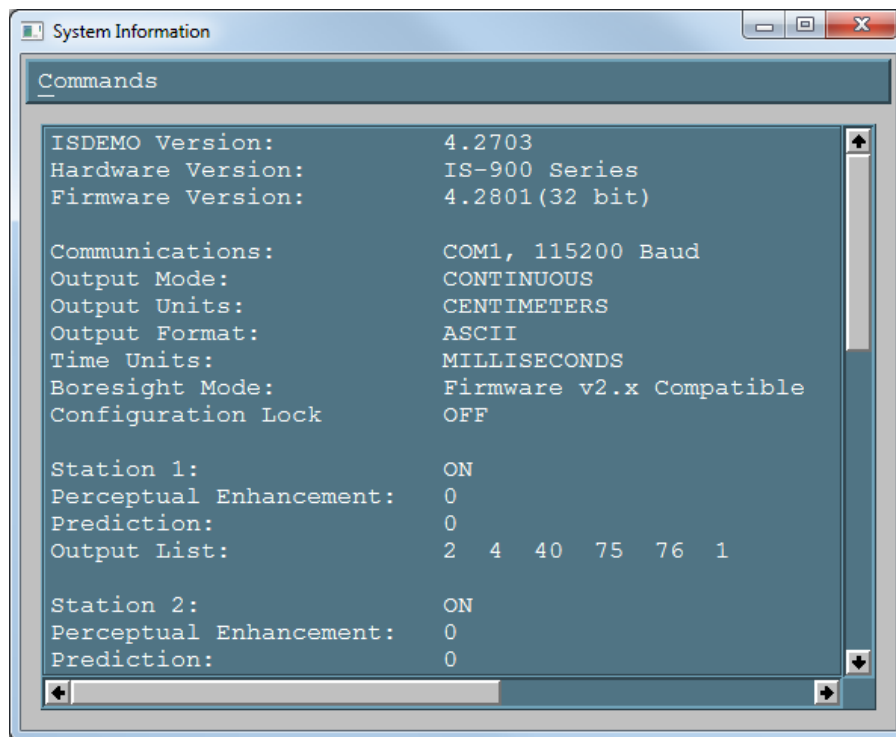 System Information
Commands
ISDEMO Version: 4.2703
Hardware Version: IS-900 Series
Firmware Version: 4.2801(32 bit)
Communications: COM1, 115200 Baud
Output Mode: CONTINUOUS
Output Units: CENTIMETERS
Output Format: ASCII
Time Units: MILLISECONDS
Boresight Mode: Firmware v2.x Compatible
Configuration Lock OFF
Station 1: ON
Perceptual Enhancement: 0
Prediction: 0
Output List: 2 4 40 75 76 1
Station 2: ON
Perceptual Enhancement: 0
Prediction: 0